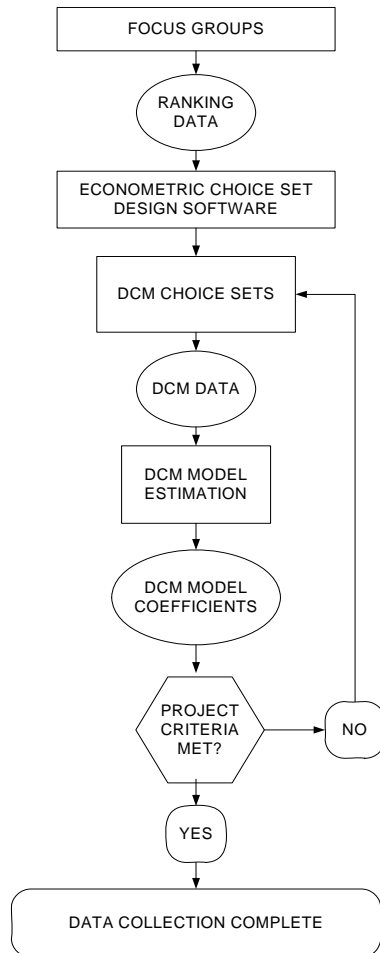 FOCUS GROUPS
RANKING
DATA
ECONOMETRIC CHOICE SET
DESIGN SOFTWARE
DCM CHOICE SETS
DCM DATA
DCM MODEL
ESTIMATION
DCM MODEL
COEFFICIENTS
PROJECT
CRITERIA
MET?
NO
YES
DATA COLLECTION COMPLETE